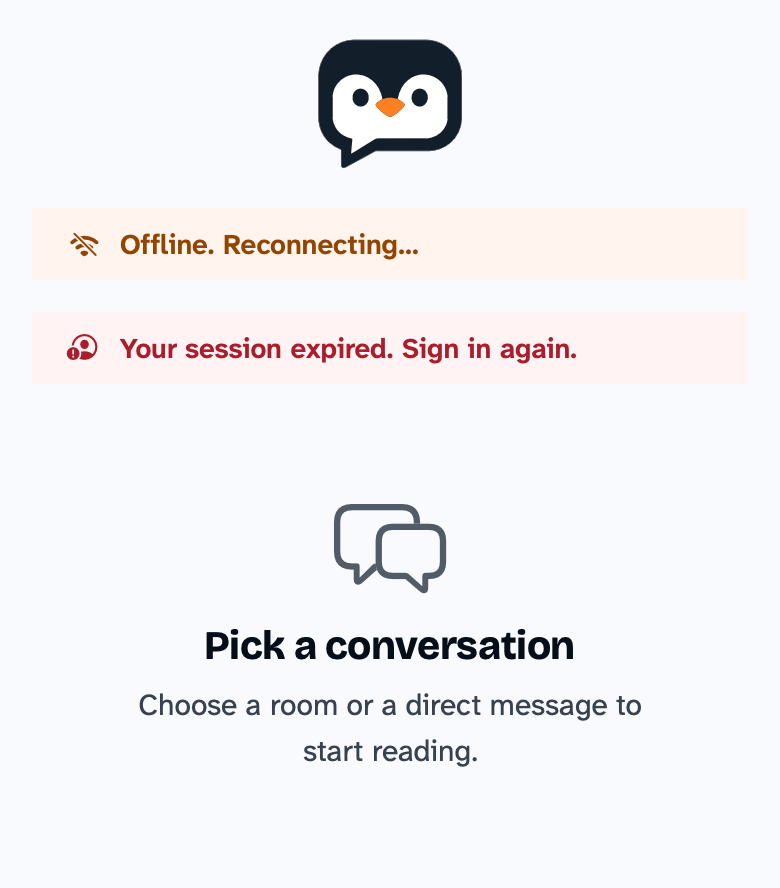 Offline. Reconnecting...
Your session expired. Sign in again.
Pick a conversation
Choose a room or a direct message to
start reading.